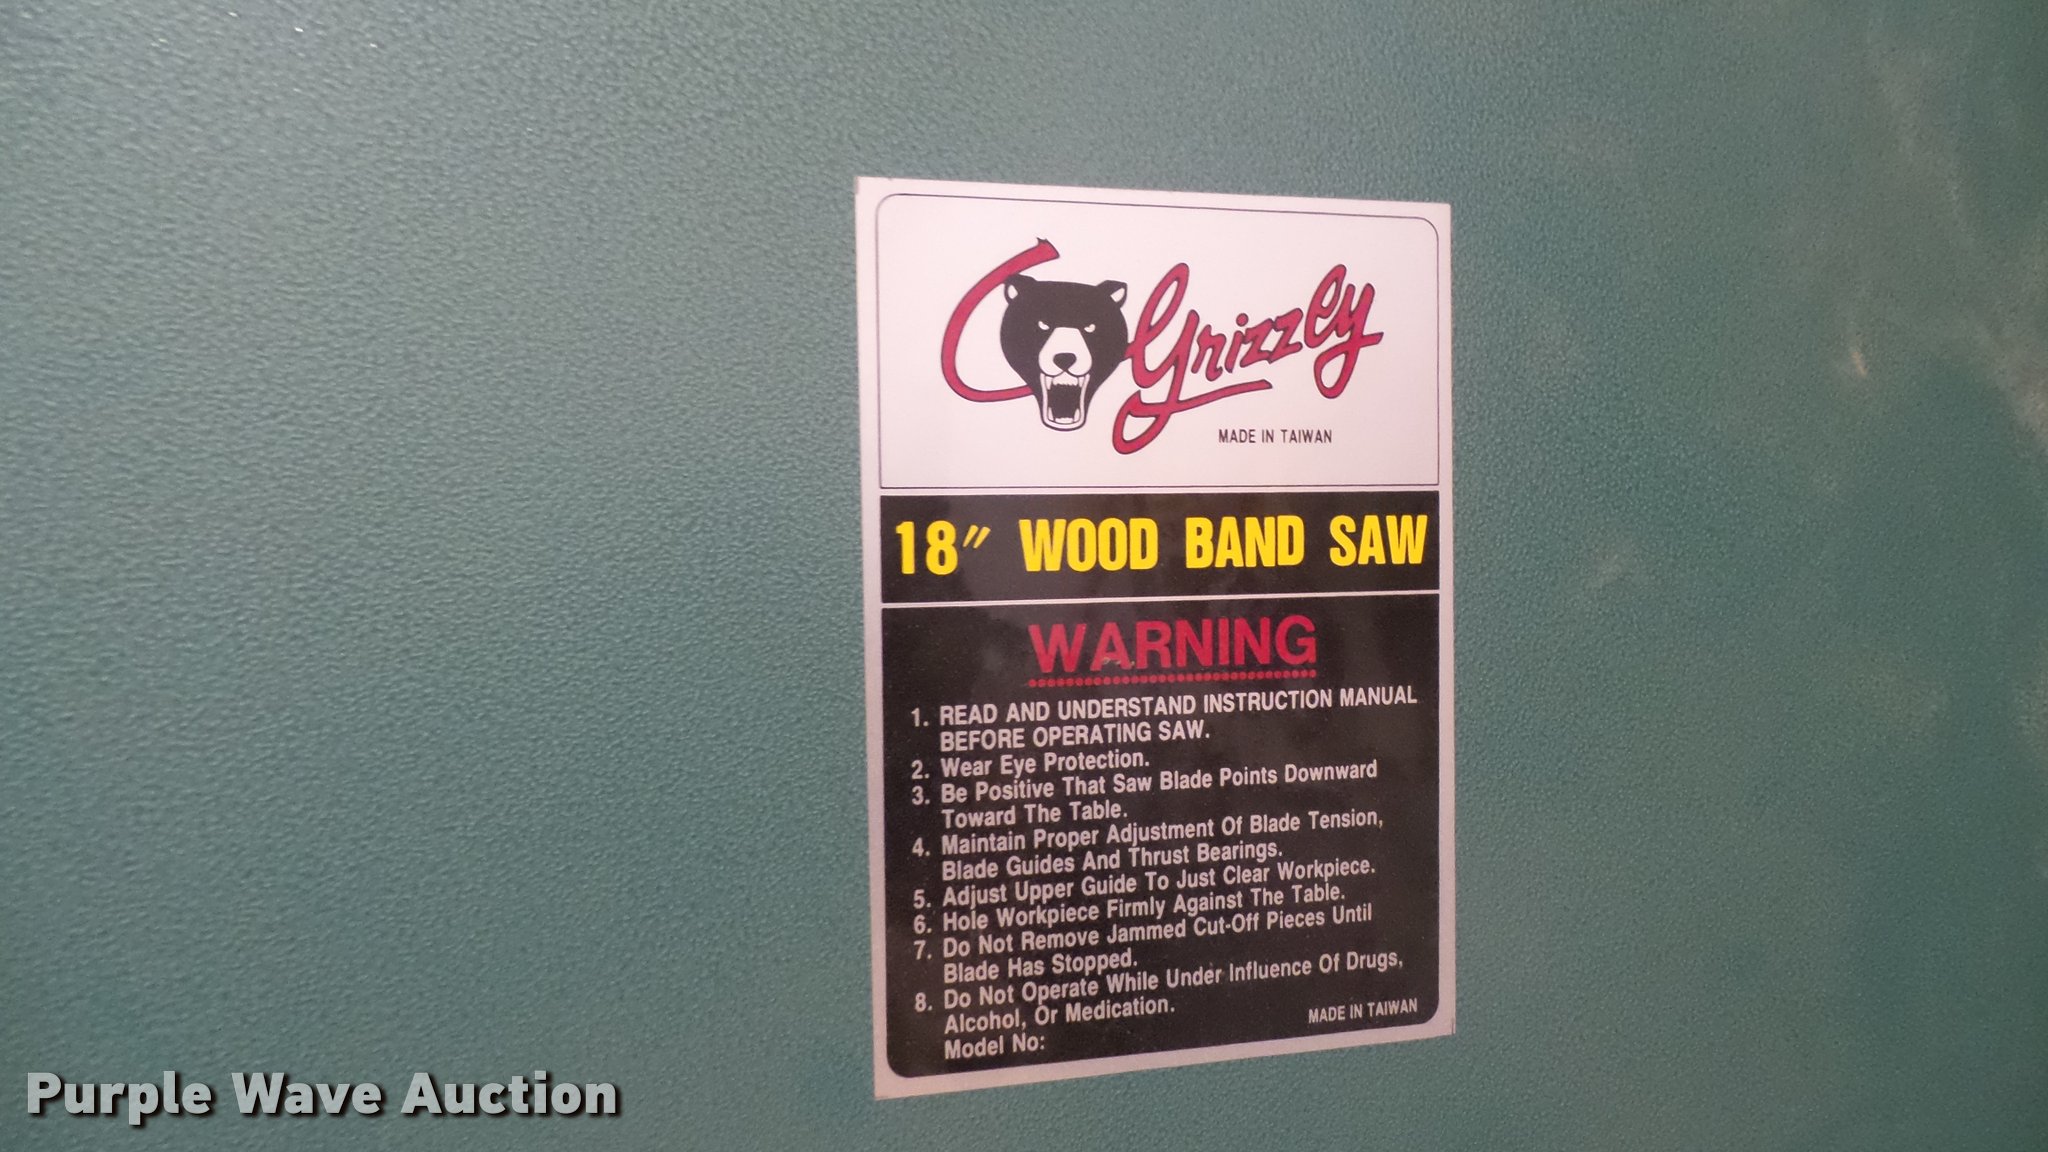 Grizzly
MADE IN TAIWAN
18" WOOD BAND SAW
WARNING
1. READ AND UNDERSTAND INSTRUCTION MANUAL
BEFORE OPERATING SAW.
2. Wear Eye Protection.
3. Be Positive That Saw Blade Points Downward
Toward The Table.
4. Maintain Proper Adjustment Of Blade Tension,
Blade Guides And Thrust Bearings.
5. Adjust Upper Guide To Just Clear Workpiece.
6. Hole Workpiece Firmly Against The Table.
7. Do Not Remove Jammed Cut-Off Pieces Until
Blade Has Stopped.
8. Do Not Operate While Under Influence Of Drugs,
Alcohol, Or Medication.
Model No:
MADE IN TAIWAN
Purple Wave Auction